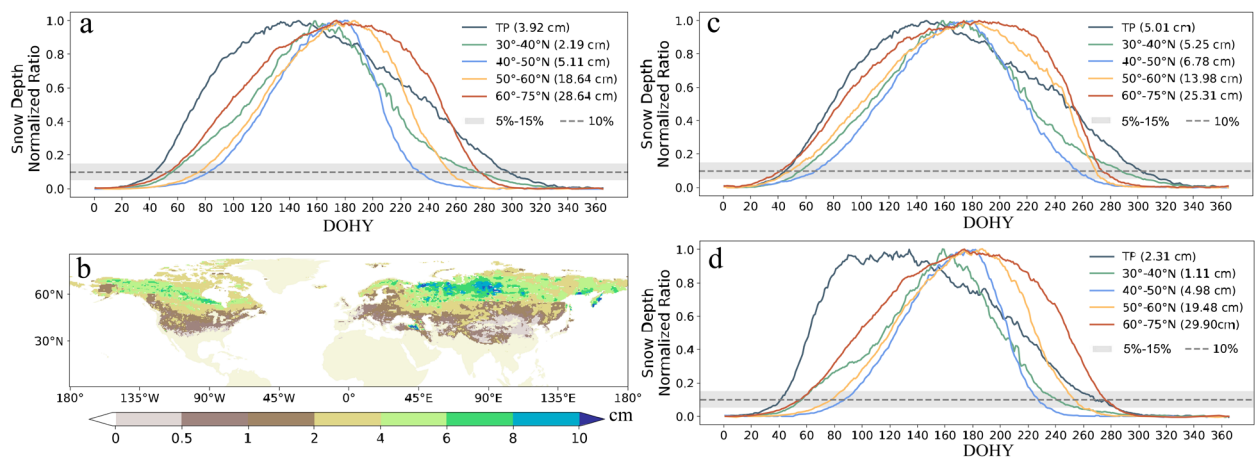 a
Snow Depth
Normalized Ratio
1.0
0.8
0.6
0.4
0.2
0.0
TP (3.92 cm)
30°-40°N (2.19 cm)
40°-50°N (5.11 cm)
50°-60°N (18.64 cm)
60°-75°N (28.64 cm)
5%-15% 10%
0 20 40 60 80 100 120 140 160 180 200 220 240 260 280 300 320 340 360
DOHY
b
60°N
30°N
180° 135°W 90°W 45°W 0° 45°E 90°E 135°E 180°
0 0.5 1 2 4 6 8 10
cm
c
Snow Depth
Normalized Ratio
1.0
0.8
0.6
0.4
0.2
0.0
TP (5.01 cm)
30°-40°N (5.25 cm)
40°-50°N (6.78 cm)
50°-60°N (13.98 cm)
60°-75°N (25.31 cm)
5%-15% 10%
0 20 40 60 80 100 120 140 160 180 200 220 240 260 280 300 320 340 360
DOHY
d
Snow Depth
Normalized Ratio
1.0
0.8
0.6
0.4
0.2
0.0
TP (2.31 cm)
30°-40°N (1.11 cm)
40°-50°N (4.98 cm)
50°-60°N (19.48 cm)
60°-75°N (29.90cm)
5%-15% 10%
0 20 40 60 80 100 120 140 160 180 200 220 240 260 280 300 320 340 360
DOHY